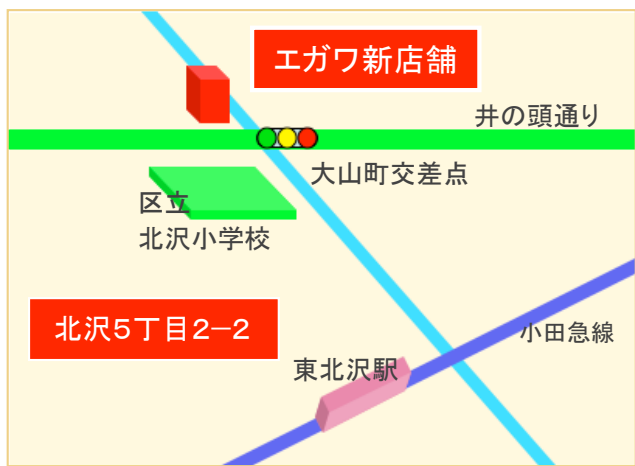 エガワ新店舗
井の頭通り
大山町交差点
区立
北沢小学校
北沢5丁目2−2
小田急線
東北沢駅